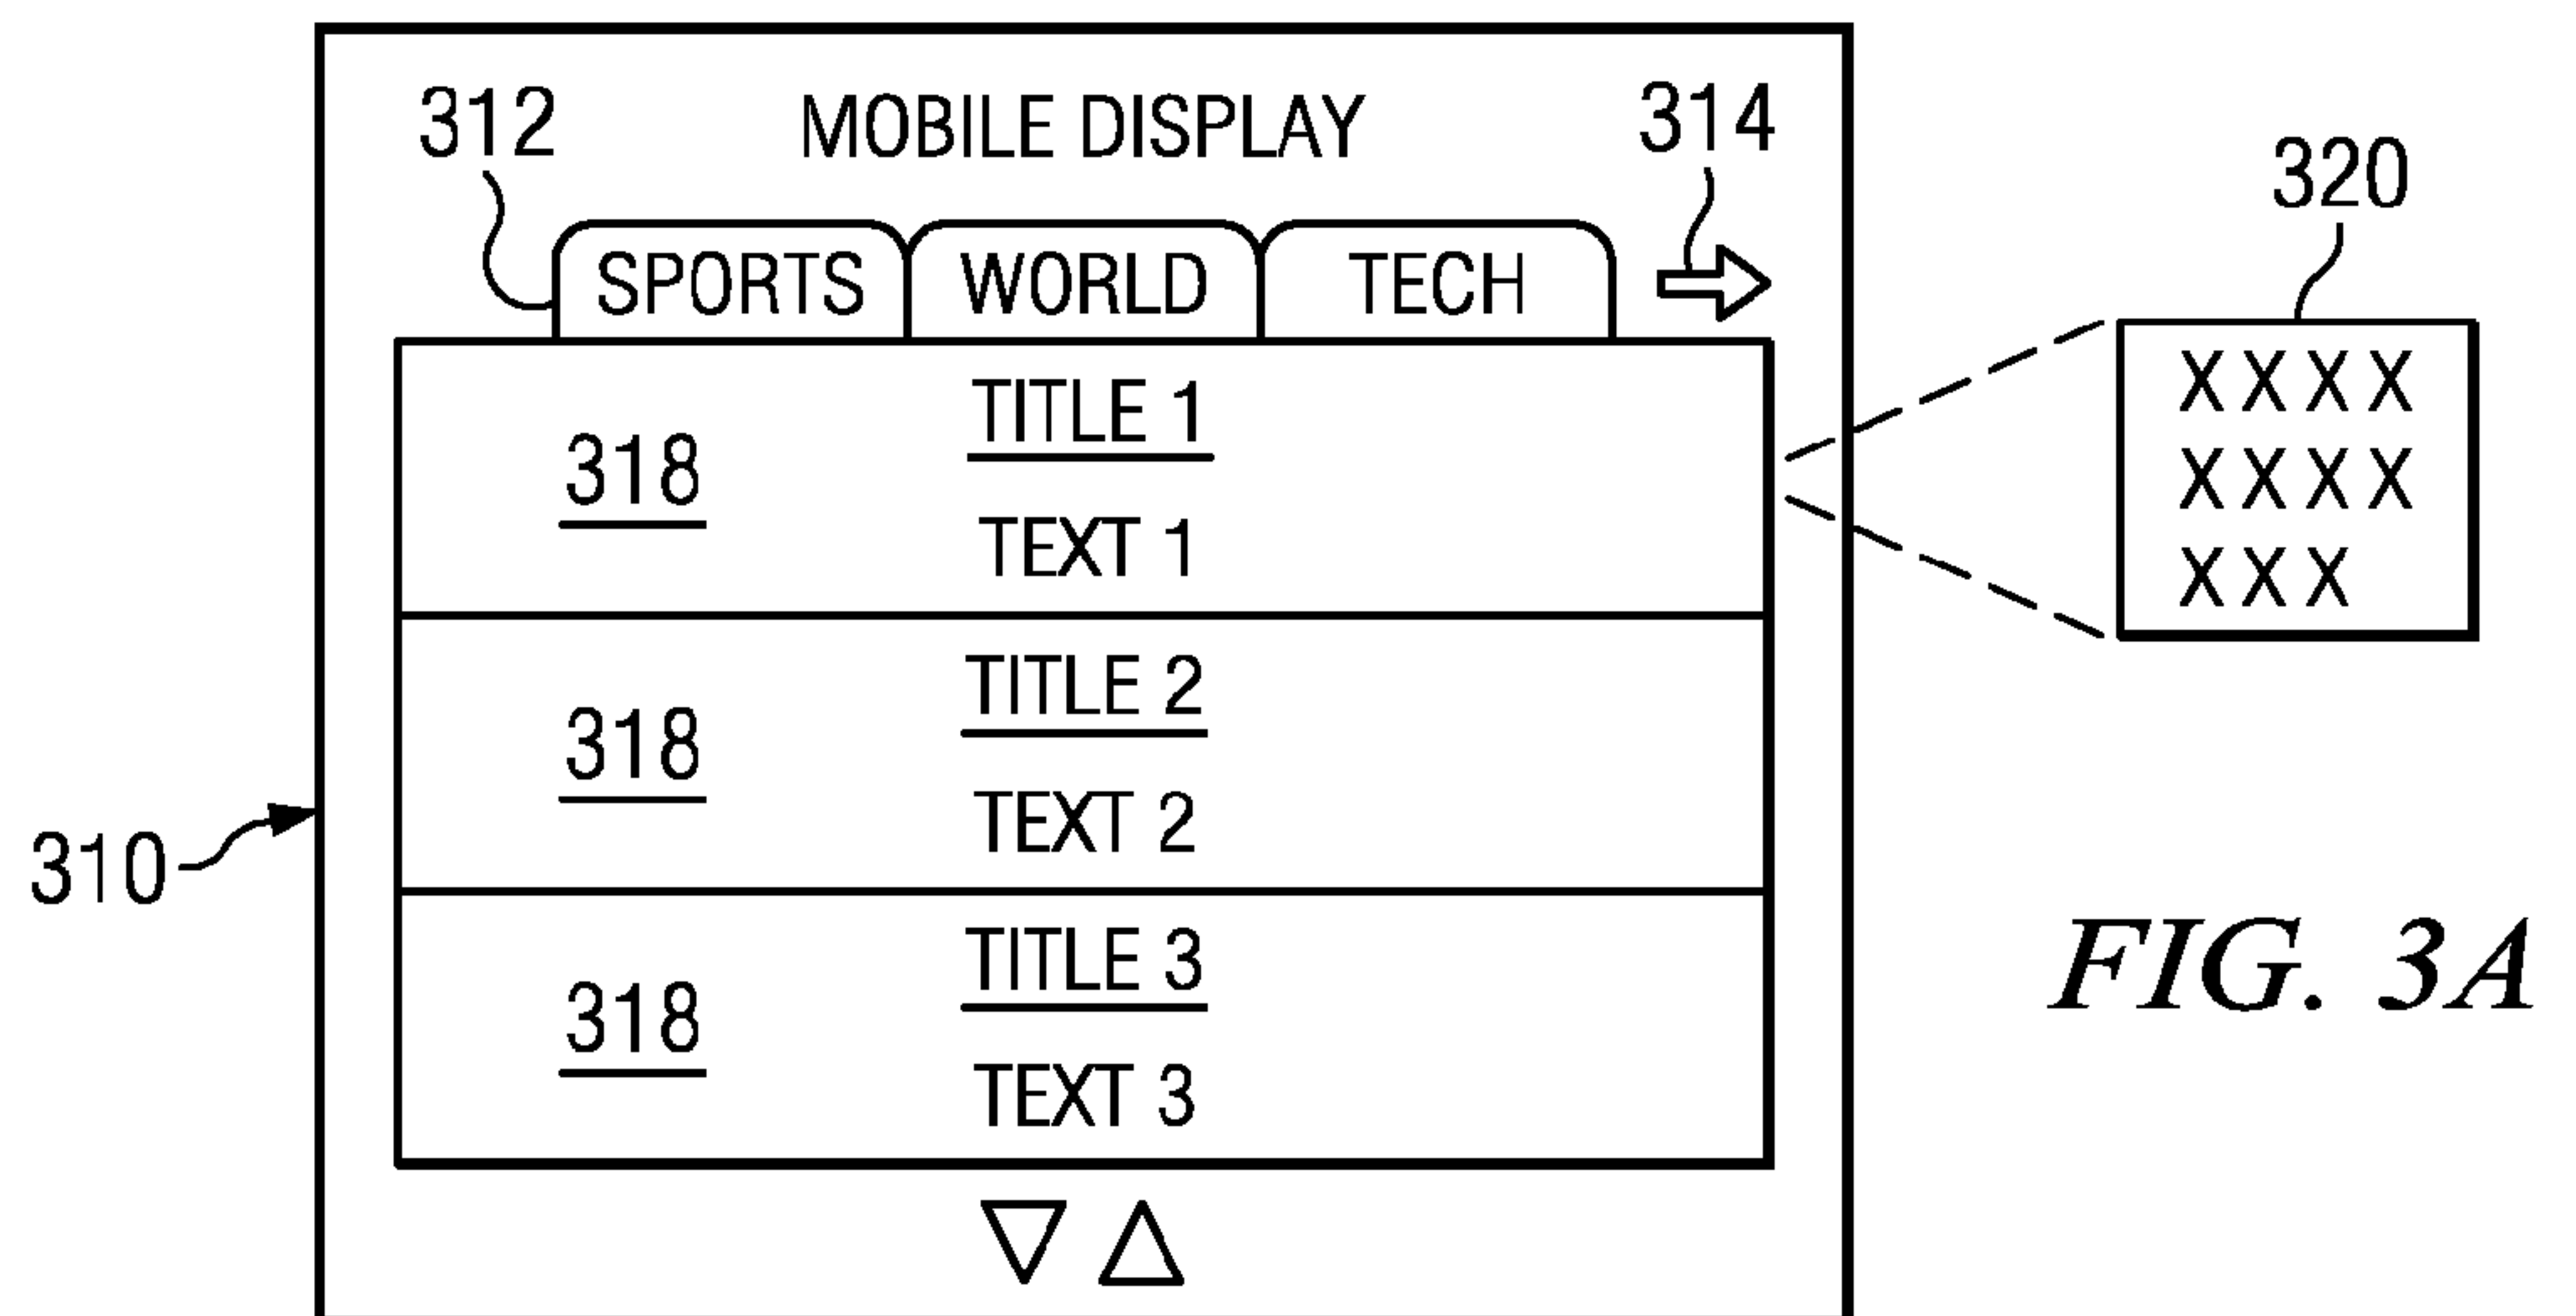 312 MOBILE DISPLAY 314
320
SPORTS WORLD TECH
TITLE 1
318
TEXT 1
XXXX
XXXX
XXX
TITLE 2
318
TEXT 2
310
TITLE 3
318
TEXT 3
FIG. 3A